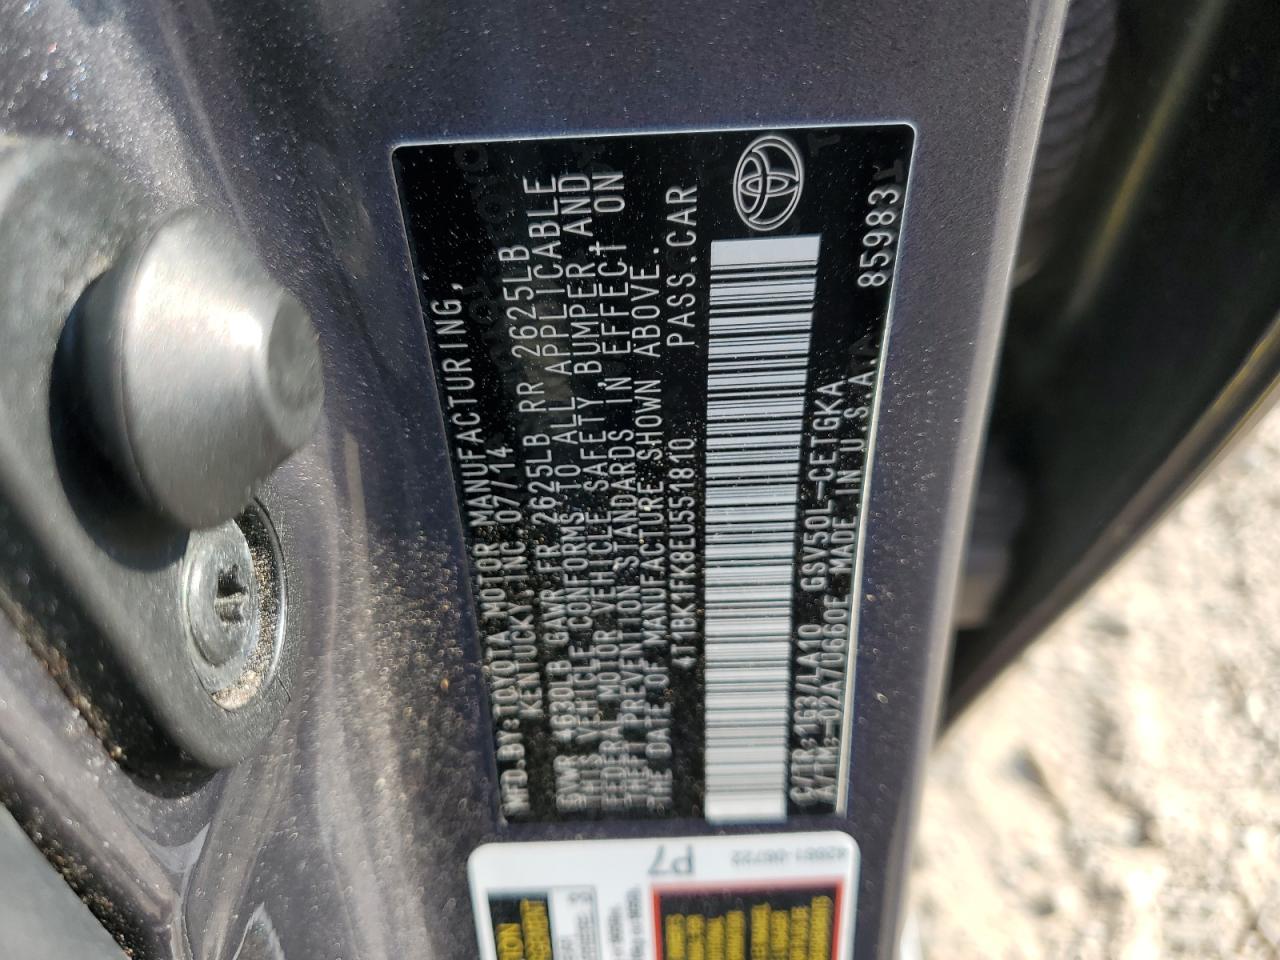 MFD.BY:TOYOTA MOTOR MANUFACTURING,
KENTUCKY,INC 07/14
GVWR 4630LB GAWR FR 2625LB RR 2625LB
THIS VEHICLE CONFORMS TO ALL APPLICABLE
FEDERAL MOTOR VEHICLE SAFETY,BUMPER,AND
THEFT PREVENTION STANDARDS IN EFFECT ON
THE DATE OF MANUFACTURE SHOWN ABOVE.
4T1BK1FK8EU551810 PASS.CAR
C/TR:1G3/LA10 GSV50L-CETGKA
A/TM:-02A/U660E MADE IN U.S.A.
85983
P7
42661-06722